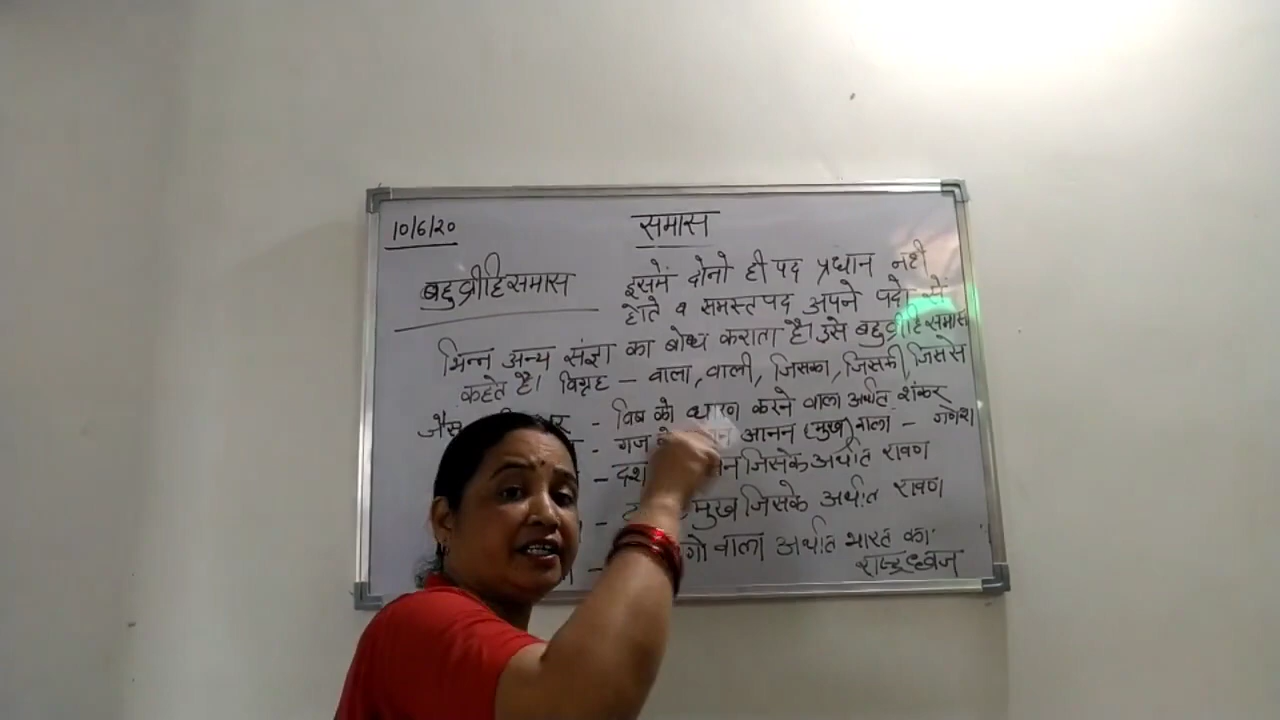 10/6/20
समास
बहुव्रीहि समास
इसमें दोनो ही पद प्रधान नही
होते व समस्तपद अपने पदो से
भिन्न अन्य संज्ञा का बोध कराता है। उसे बहुव्रीहि समास
कहते है। विग्रह - वाला, वाली, जिसका, जिसकी, जिससे
जैस - विष को धारण करने वाला अर्थात शंकर
- गज आनन (मुख) वाला - गणेश
- दश जिसके अर्थात रावण
- मुख जिसके अर्थात रावण
- गो वाला अर्थात भारत का
राष्ट्रध्वज